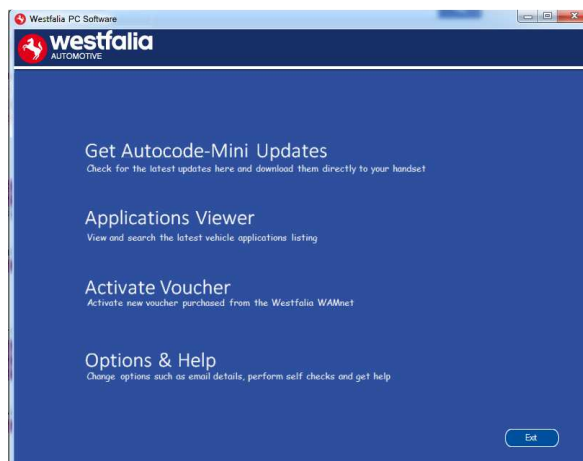 Westfalia PC Software
westfalia
AUTOMOTIVE
Get Autocode-Mini Updates
Check for the latest updates here and download them directly to your handset
Applications Viewer
View and search the latest vehicle applications listing
Activate Voucher
Activate new voucher purchased from the Westfalia WAMnet
Options & Help
Change options such as email details, perform self checks and get help
Exit